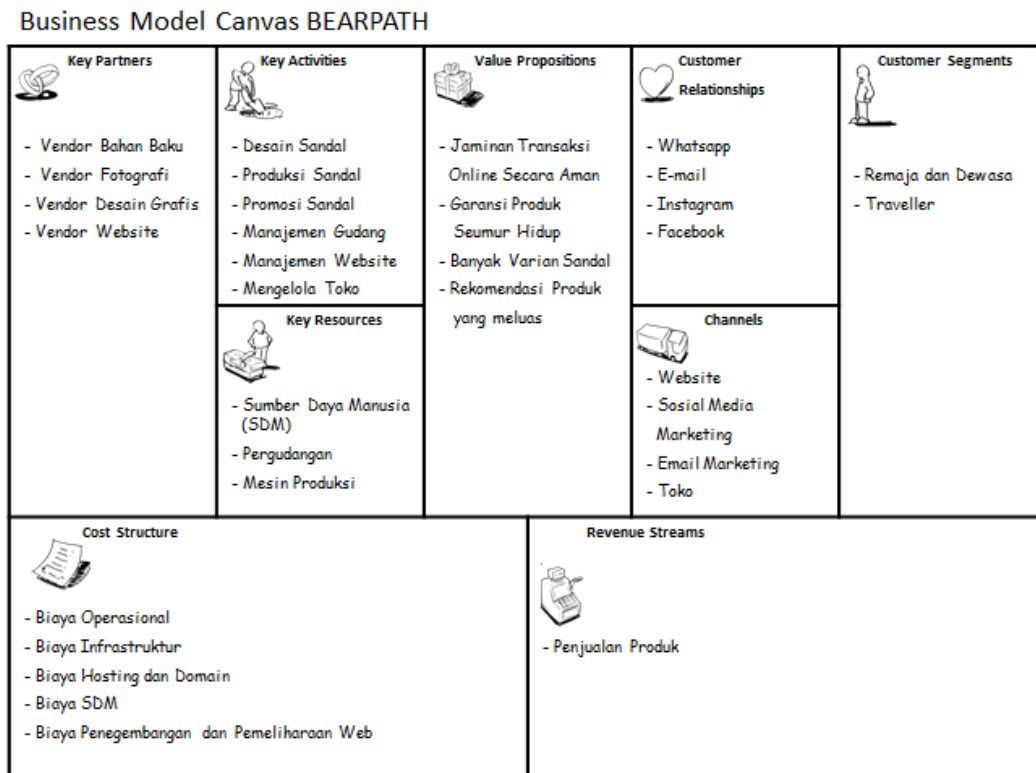 Business Model Canvas BEARPATH
Key Partners
- Vendor Bahan Baku
- Vendor Fotografi
- Vendor Desain Grafis
- Vendor Website
Key Activities
- Desain Sandal
- Produksi Sandal
- Promosi Sandal
- Manajemen Gudang
- Manajemen Website
- Mengelola Toko
Key Resources
- Sumber Daya Manusia
(SDM)
- Pergudangan
- Mesin Produksi
Value Propositions
- Jaminan Transaksi
Online Secara Aman
- Garansi Produk
Seumur Hidup
- Banyak Varian Sandal
- Rekomendasi Produk
yang meluas
Customer
Relationships
- Whatsapp
- E-mail
- Instagram
- Facebook
Channels
- Website
- Sosial Media
Marketing
- Email Marketing
- Toko
Customer Segments
- Remaja dan Dewasa
- Traveller
Cost Structure
- Biaya Operasional
- Biaya Infrastruktur
- Biaya Hosting dan Domain
- Biaya SDM
- Biaya Penegembangan dan Pemeliharaan Web
Revenue Streams
- Penjualan Produk